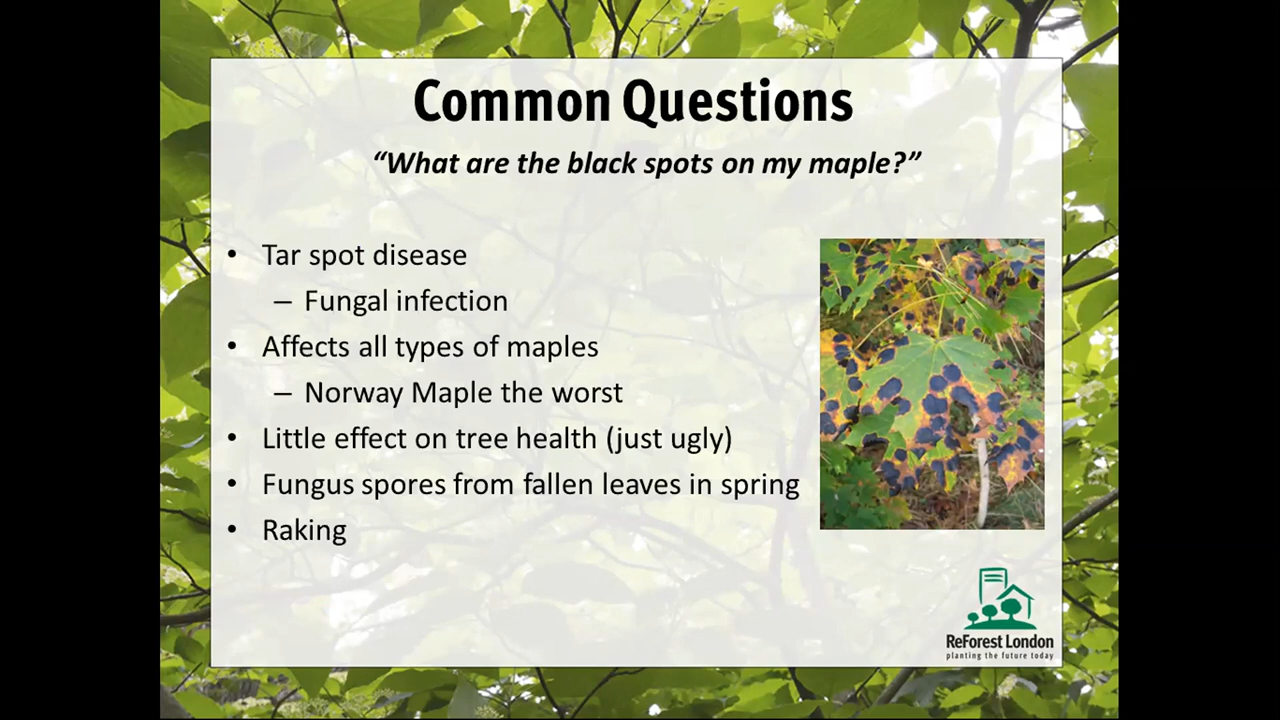 Common Questions
“What are the black spots on my maple?”
• Tar spot disease
– Fungal infection
• Affects all types of maples
– Norway Maple the worst
• Little effect on tree health (just ugly)
• Fungus spores from fallen leaves in spring
• Raking
ReForest London
planting the future today